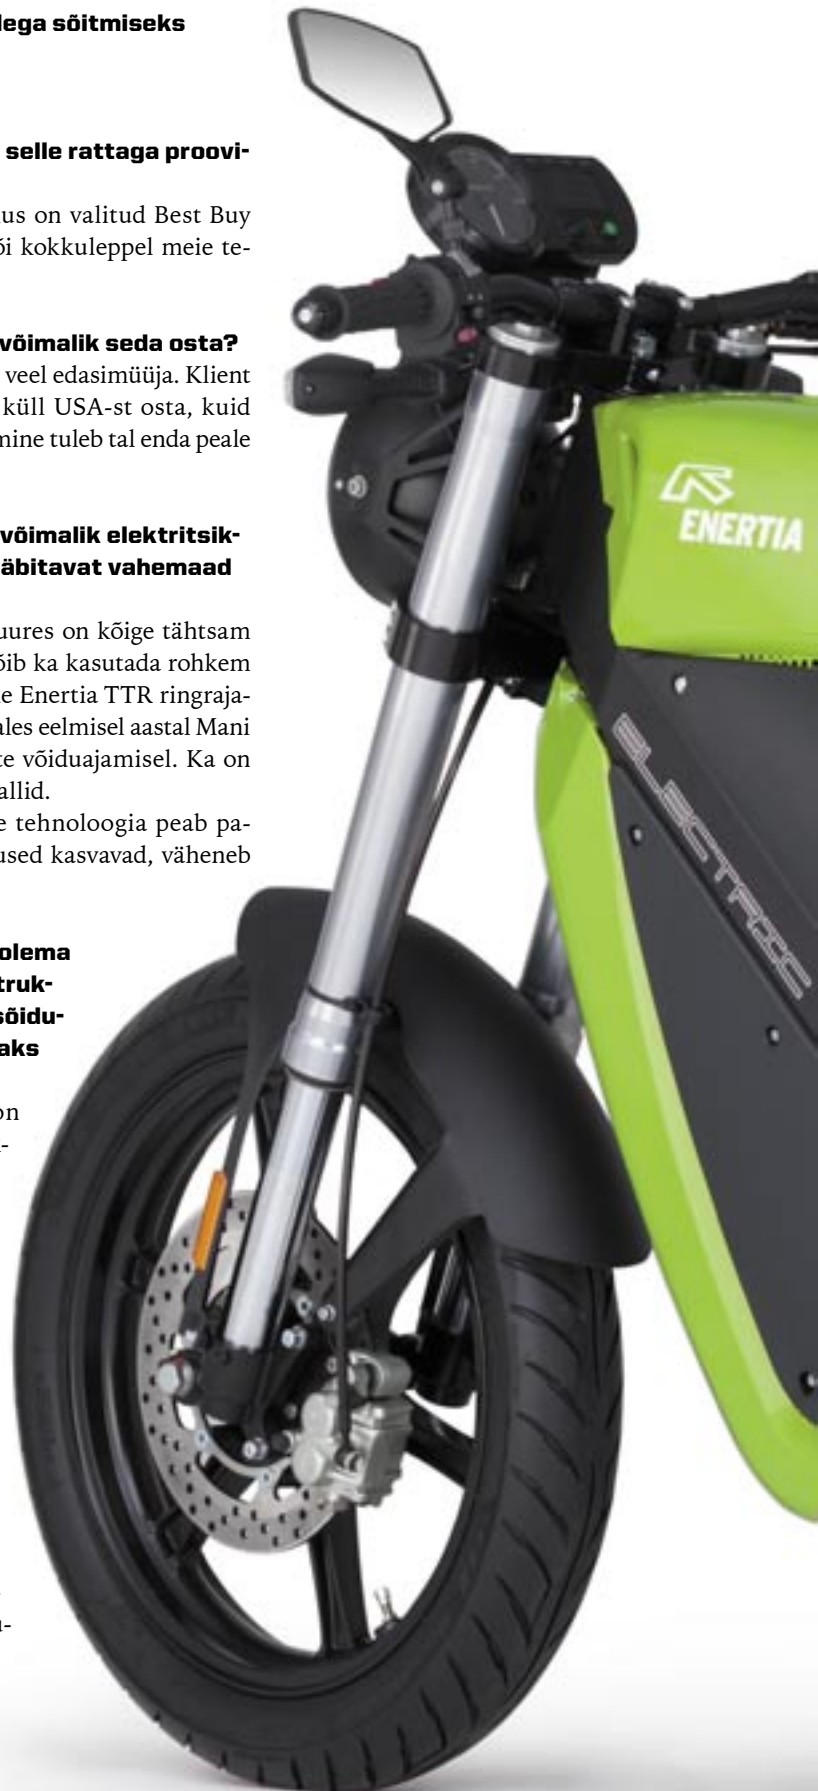 lega sõitmiseks
selle rattaga proovi-
us on valitud Best Buy
õi kokkuleppel meie te-
võimalik seda osta?
veel edasimüüja. Klient
küll USA-st osta, kuid
mine tuleb tal enda peale
võimalik elektritsik-
äbitavat vahemaad
uures on kõige tähtsam
õib ka kasutada rohkem
e Enertia TTR ringraja-
ales eelmisel aastal Mani
te võiduajamisel. Ka on
allid.
e tehnoloogia peab pa-
used kasvavad, väheneb
olema
truk-
sõidu-
aks
on
ENERTIA
ELECTRIC